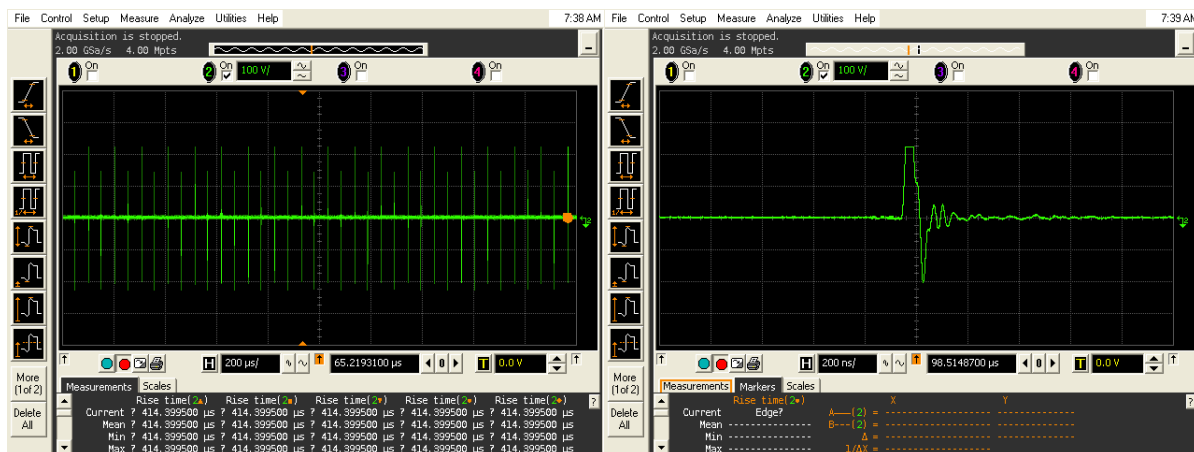 File Control Setup Measure Analyze Utilities Help 7:38 AM
Acquisition is stopped.
2.00 GSa/s 4.00 Mpts
1 On 2 On 100 V/ 3 On 4 On
2
H 200 µs/ 65.2193100 µs 0 T 0.0 V
More
(1 of 2)
Delete
All
Measurements Scales
Rise time(2) Rise time(2) Rise time(2) Rise time(2) Rise time(2) ?
Current ? 414.399500 µs ? 414.399500 µs ? 414.399500 µs ? 414.399500 µs ? 414.399500 µs
Mean ? 414.399500 µs ? 414.399500 µs ? 414.399500 µs ? 414.399500 µs ? 414.399500 µs
Min ? 414.399500 µs ? 414.399500 µs ? 414.399500 µs ? 414.399500 µs ? 414.399500 µs
Max ? 414.399500 µs ? 414.399500 µs ? 414.399500 µs ? 414.399500 µs ? 414.399500 µs
File Control Setup Measure Analyze Utilities Help 7:39 AM
Acquisition is stopped.
2.00 GSa/s 4.00 Mpts
1 On 2 On 100 V/ 3 On 4 On
2
H 200 ns/ 98.5148700 µs 0 T 0.0 V
More
(1 of 2)
Delete
All
Measurements Markers Scales
Rise time(2) X Y ?
Current Edge? A---(2) = ---------------- ----------------
Mean -------------- B---(2) = ---------------- ----------------
Min -------------- Δ = ---------------- ----------------
Max -------------- 1/ΔX = ----------------